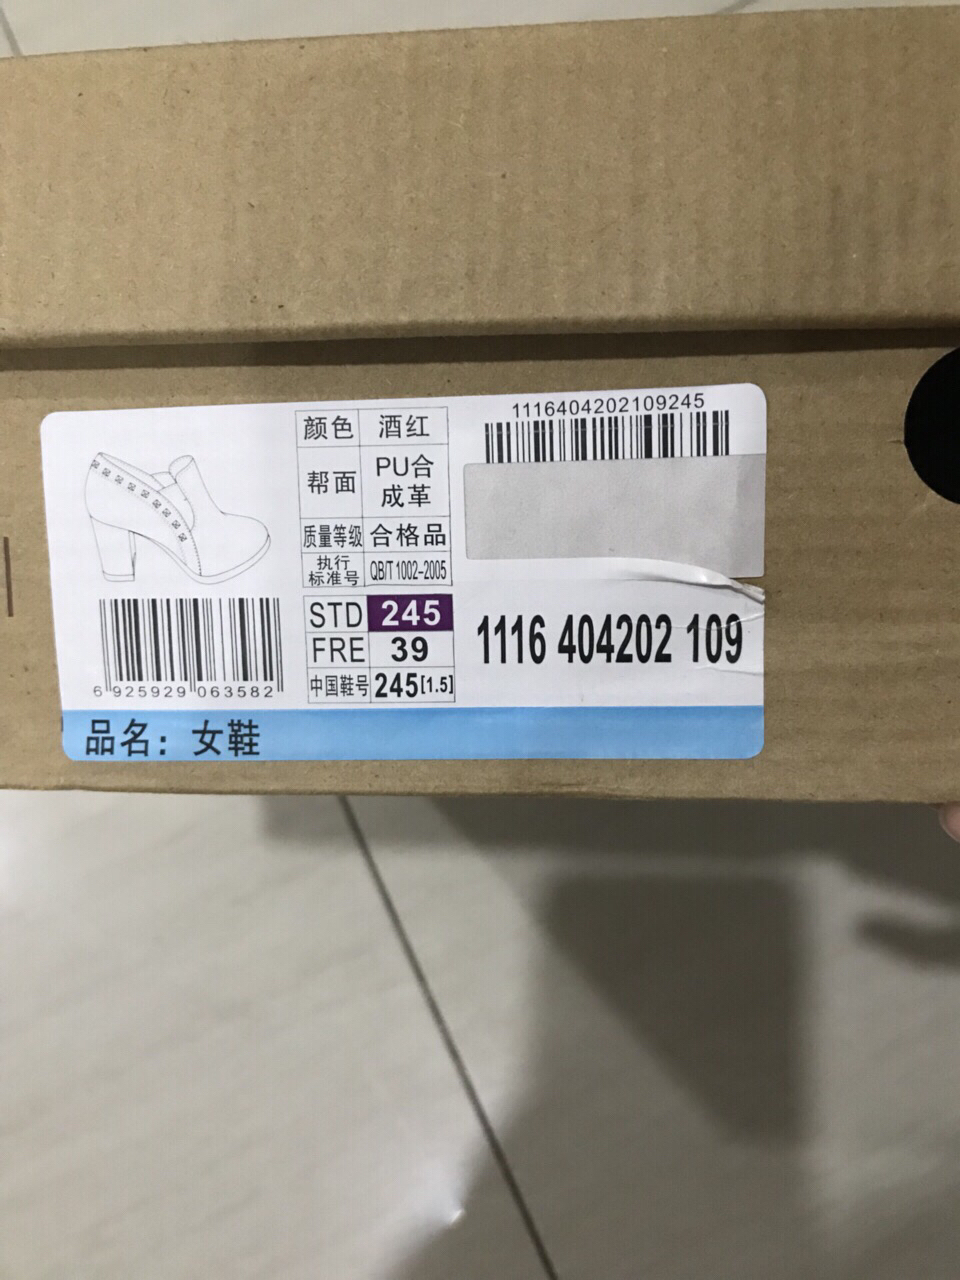 1116404202109245
颜色 酒红
帮面 PU合
成革
质量等级 合格品
执行
标准号 QB/T 1002-2005
STD 245
FRE 39
中国鞋号 245[1.5]
1116 404202 109
6 925929 063582
品名：女鞋